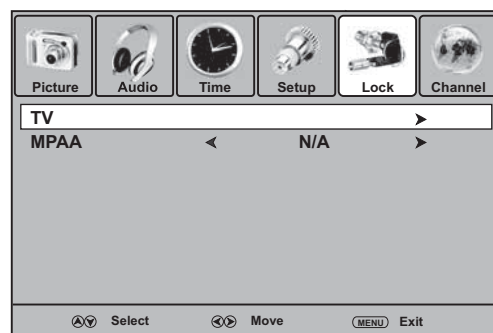 Picture Audio Time Setup Lock Channel
TV
MPAA N/A
Select Move MENU Exit